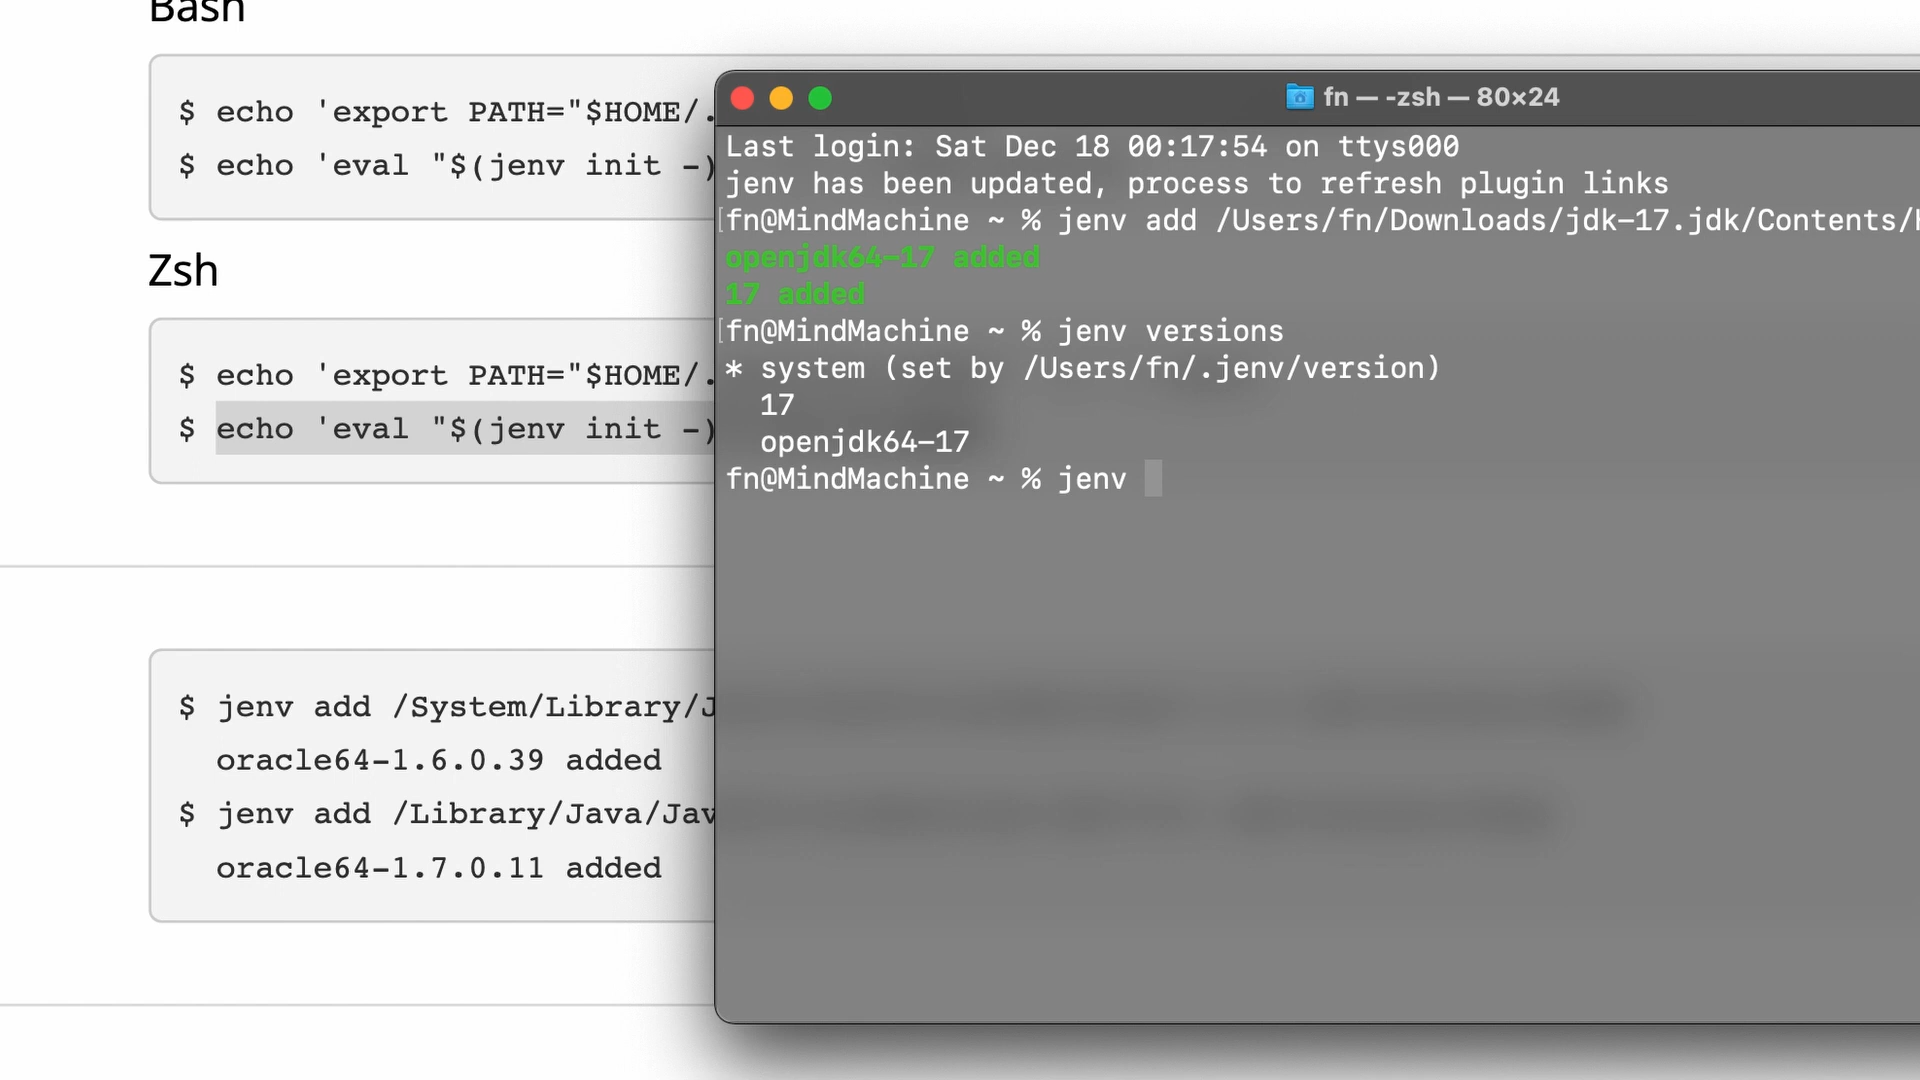 Bash
$ echo 'export PATH="$HOME/.
$ echo 'eval "$(jenv init -)
Zsh
$ echo 'export PATH="$HOME/.
$ echo 'eval "$(jenv init -)
$ jenv add /System/Library/J
oracle64-1.6.0.39 added
$ jenv add /Library/Java/Jav
oracle64-1.7.0.11 added
fn — -zsh — 80×24
Last login: Sat Dec 18 00:17:54 on ttys000
jenv has been updated, process to refresh plugin links
[fn@MindMachine ~ % jenv add /Users/fn/Downloads/jdk-17.jdk/Contents/
openjdk64-17 added
17 added
[fn@MindMachine ~ % jenv versions
* system (set by /Users/fn/.jenv/version)
17
openjdk64-17
fn@MindMachine ~ % jenv